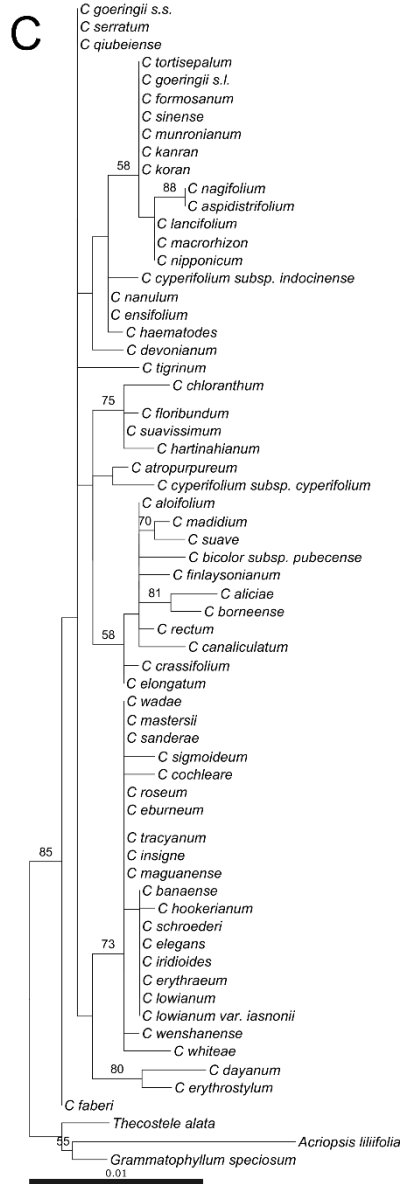 C
C goeringii s.s.
C serratum
C qiubeiense
C tortisepalum
C goeringii s.l.
C formosanum
C sinense
C munronianum
C kanran
58
C koran
88
C nagifolium
C aspidistrifolium
C lancifolium
C macrorhizon
C nipponicum
C cyperifolium subsp. indocinense
C nanulum
C ensifolium
C haematodes
C devonianum
C tigrinum
C chloranthum
75
C floribundum
C suavissimum
C hartinahianum
C atropurpureum
C cyperifolium subsp. cyperifolium
C aloifolium
70
C madidium
C suave
C bicolor subsp. pubecense
C finlaysonianum
81
C aliciae
C borneense
C rectum
58
C canaliculatum
C crassifolium
C elongatum
C wadae
C mastersii
C sanderae
C sigmoideum
C cochleare
C roseum
C eburneum
C tracyanum
85
C insigne
C maguanense
C banaense
C hookerianum
C schroederi
73
C elegans
C iridioides
C erythraeum
C lowianum
C lowianum var. iasnonii
C wenshanense
C whiteae
80
C dayanum
C erythrostylum
C faberi
Thecostele alata
55
Acriopsis liliifolia
Grammatophyllum speciosum
0.01